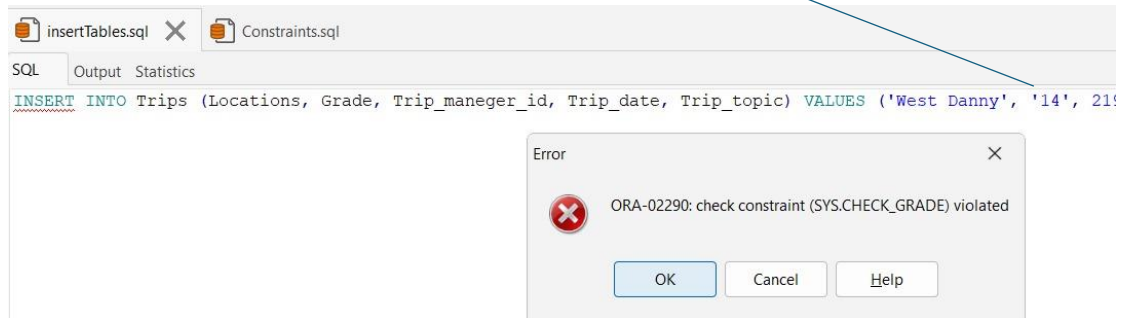 insertTables.sql Constraints.sql
SQL Output Statistics
INSERT INTO Trips (Locations, Grade, Trip_maneger_id, Trip_date, Trip_topic) VALUES ('West Danny', '14', 219
Error
ORA-02290: check constraint (SYS.CHECK_GRADE) violated
OK Cancel Help